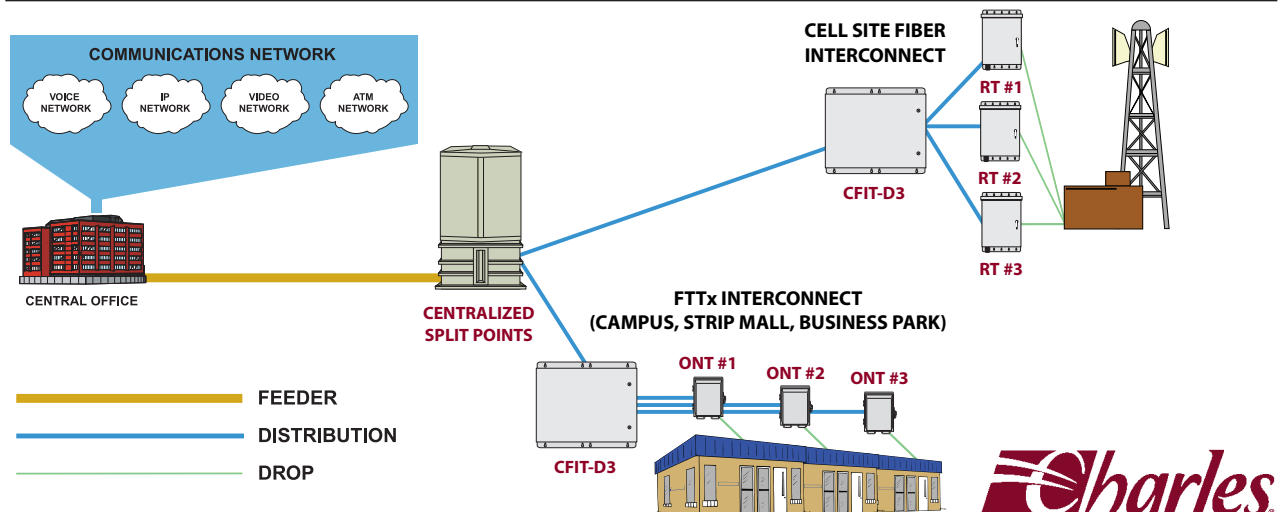 COMMUNICATIONS NETWORK
VOICE
NETWORK
IP
NETWORK
VIDEO
NETWORK
ATM
NETWORK
CENTRAL OFFICE
CENTRALIZED
SPLIT POINTS
CELL SITE FIBER
INTERCONNECT
CFIT-D3
RT #1
RT #2
RT #3
FTTx INTERCONNECT
(CAMPUS, STRIP MALL, BUSINESS PARK)
ONT #1
ONT #2
ONT #3
CFIT-D3
FEEDER
DISTRIBUTION
DROP
Charles